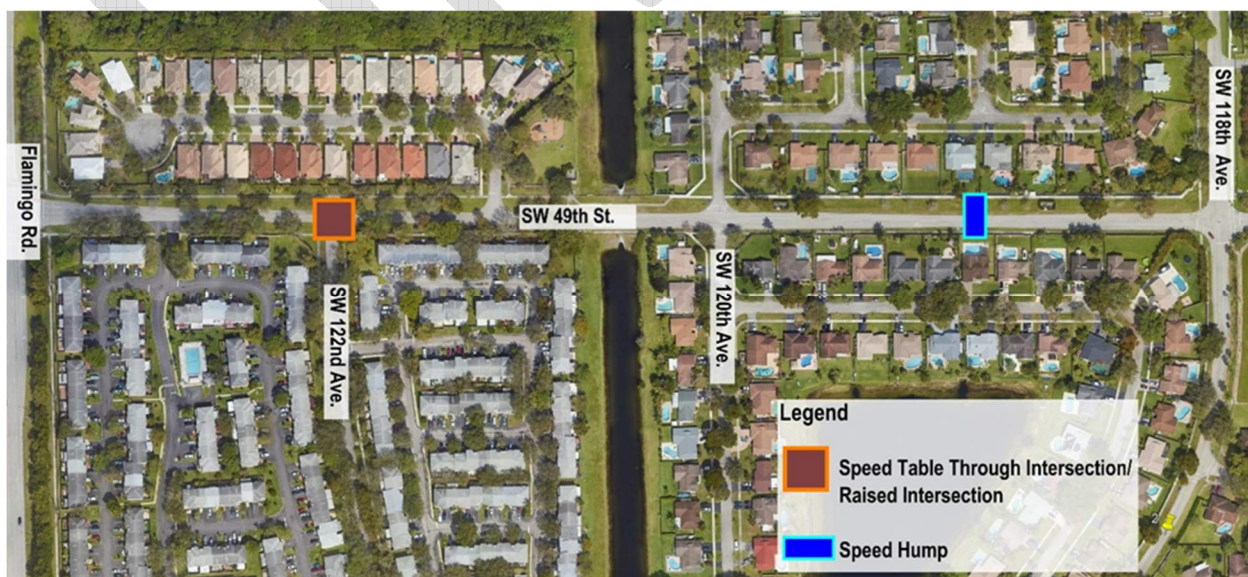 Flamingo Rd.
SW 49th St.
SW 118th Ave.
SW 122nd Ave.
SW 120th Ave.
Legend
Speed Table Through Intersection/
Raised Intersection
Speed Hump